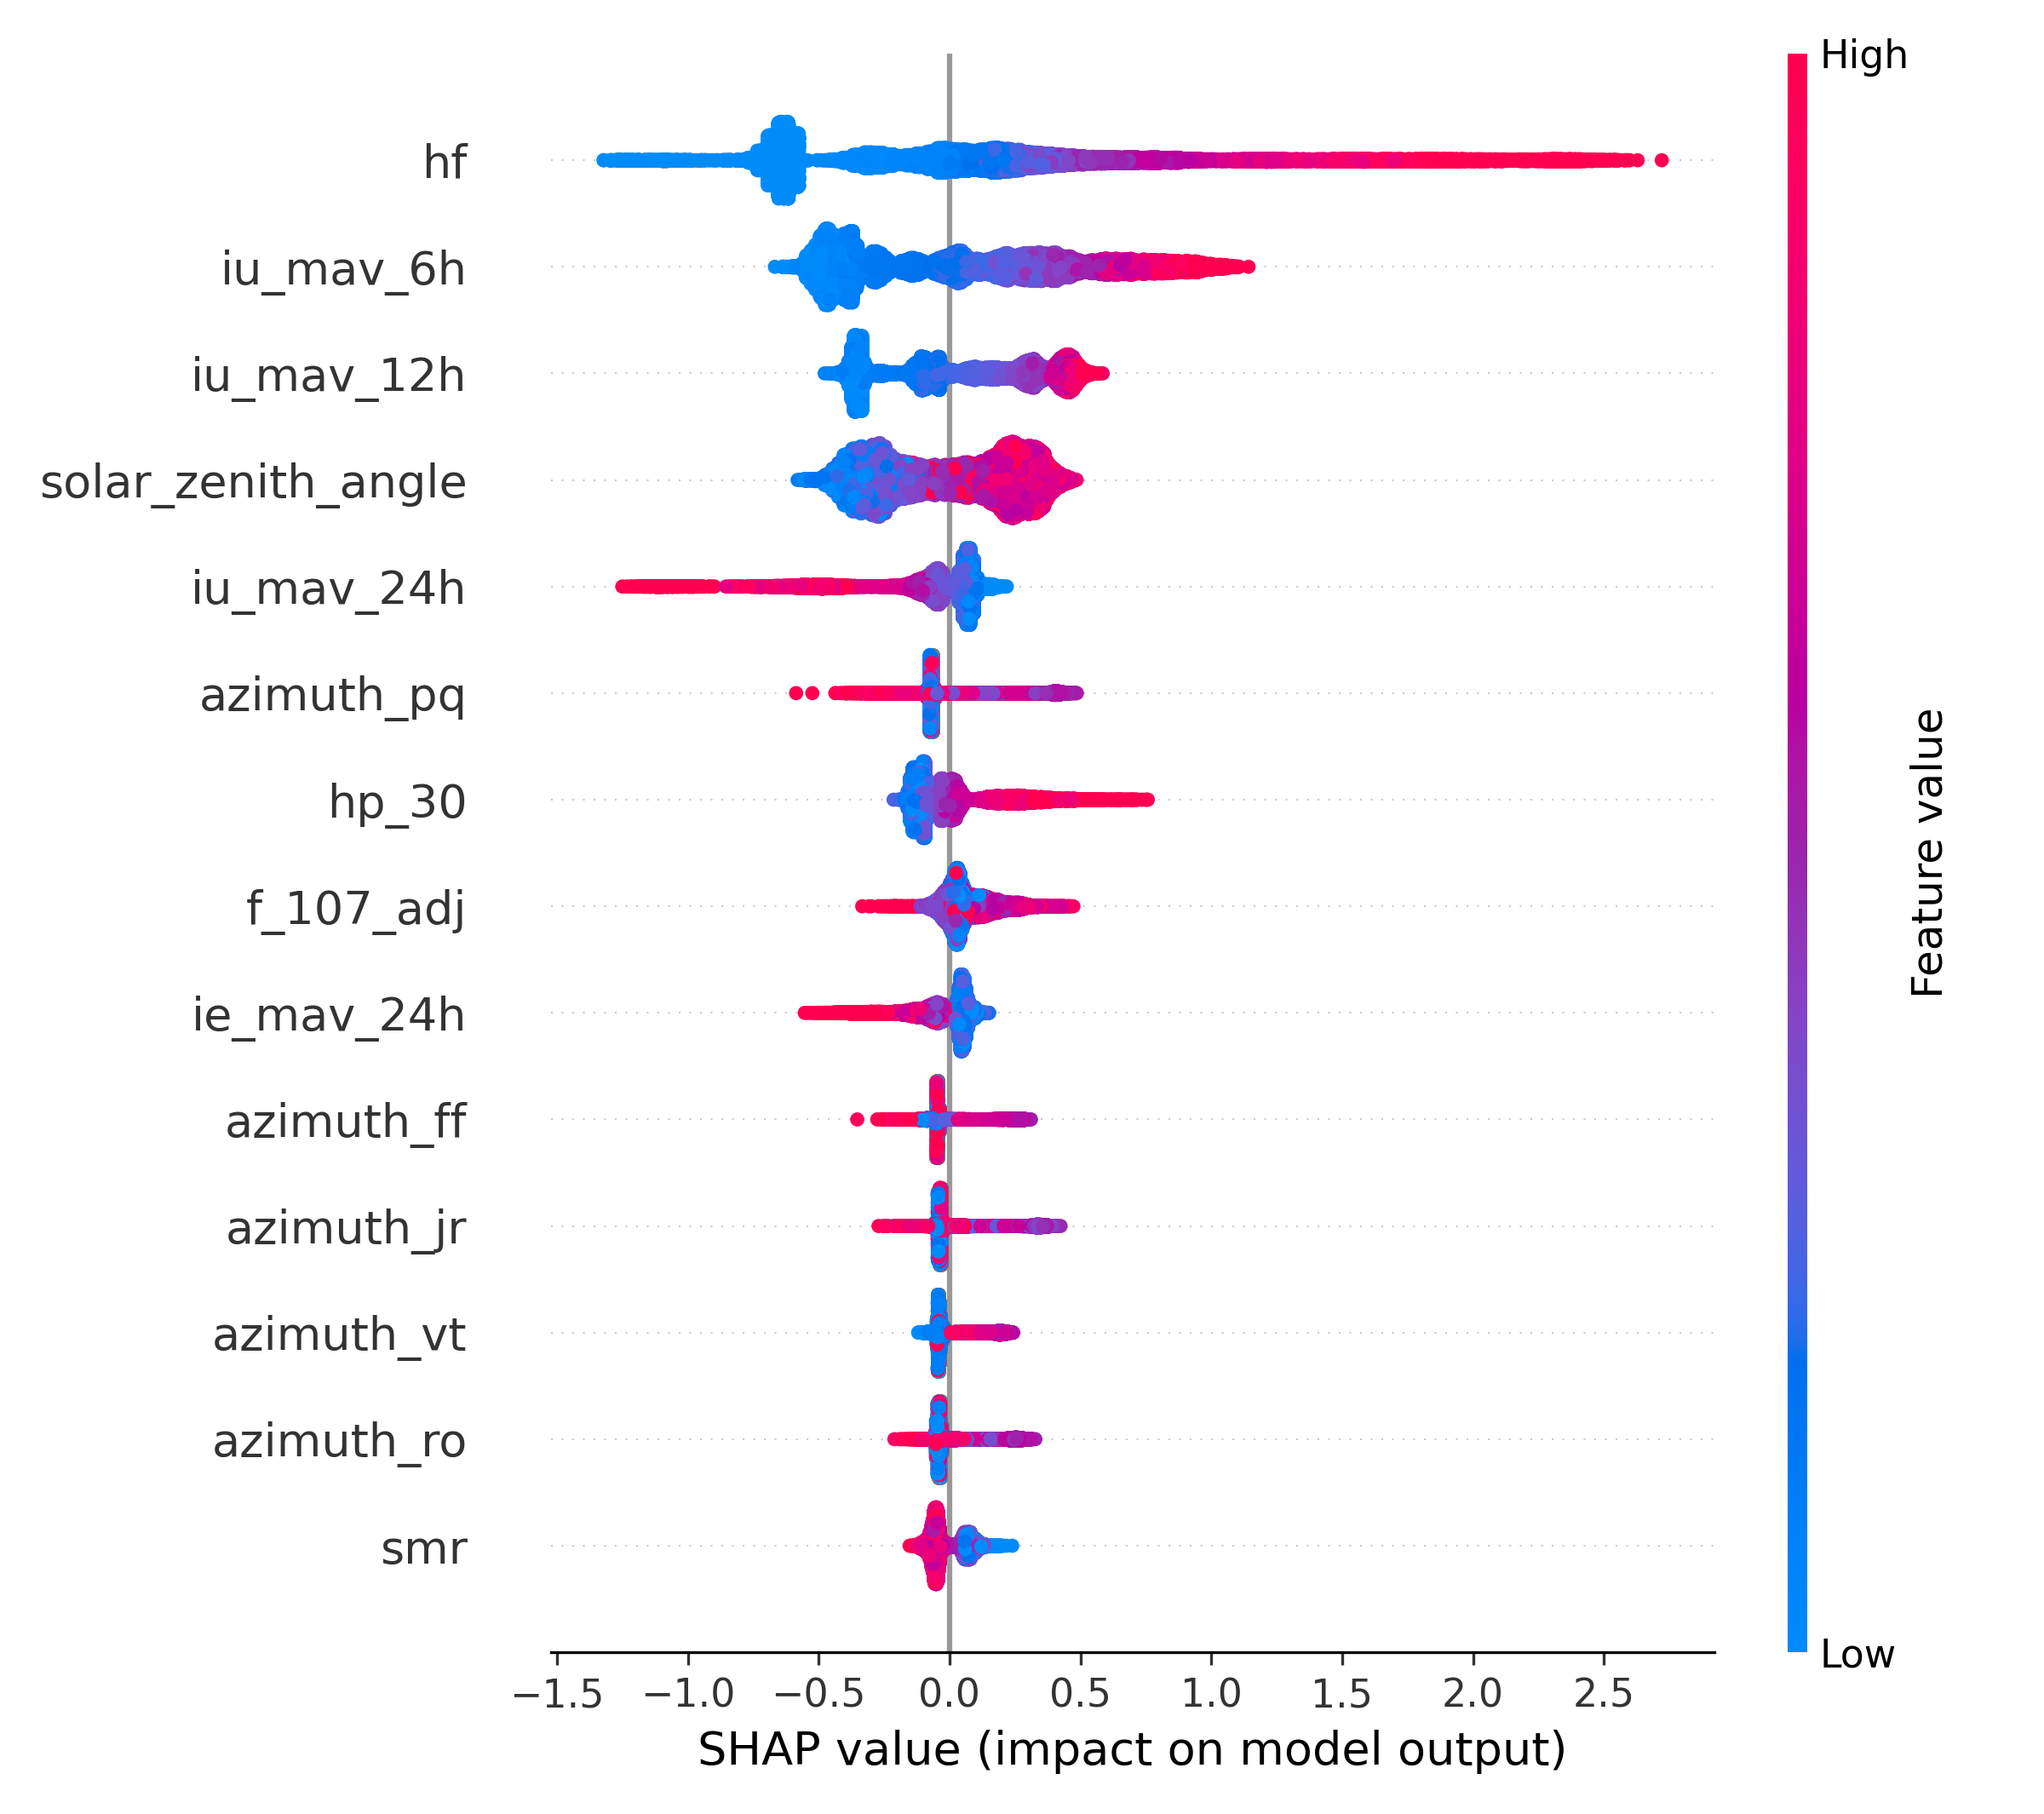 High
hf
iu_mav_6h
iu_mav_12h
solar_zenith_angle
iu_mav_24h
azimuth_pq
hp_30
f_107_adj
ie_mav_24h
azimuth_ff
azimuth_jr
azimuth_vt
azimuth_ro
smr
Feature value
Low
−1.5 −1.0 −0.5 0.0 0.5 1.0 1.5 2.0 2.5
SHAP value (impact on model output)